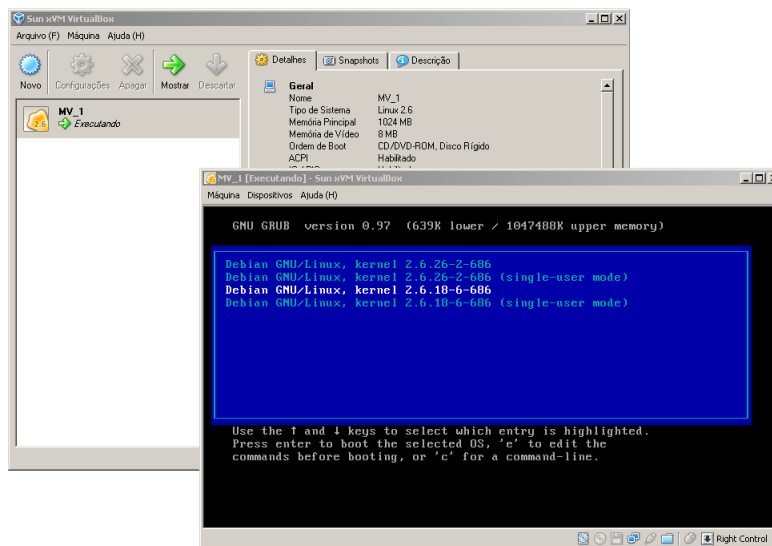 Sun xVM VirtualBox
Arquivo (F) Máquina Ajuda (H)
Novo Configurações Apagar Mostrar Descartar
Detalhes Snapshots Descrição
2.6 MV_1
Executando
Geral
Nome MV_1
Tipo de Sistema Linux 2.6
Memória Principal 1024 MB
Memória de Vídeo 8 MB
Ordem de Boot CD/DVD-ROM, Disco Rígido
ACPI Habilitado
MV_1 [Executando] - Sun xVM VirtualBox
Máquina Dispositivos Ajuda (H)
GNU GRUB version 0.97 (639K lower / 1047488K upper memory)
Debian GNU/Linux, kernel 2.6.26-2-686
Debian GNU/Linux, kernel 2.6.26-2-686 (single-user mode)
Debian GNU/Linux, kernel 2.6.18-6-686
Debian GNU/Linux, kernel 2.6.18-6-686 (single-user mode)
Use the ↑ and ↓ keys to select which entry is highlighted.
Press enter to boot the selected OS, 'e' to edit the
commands before booting, or 'c' for a command-line.
Right Control